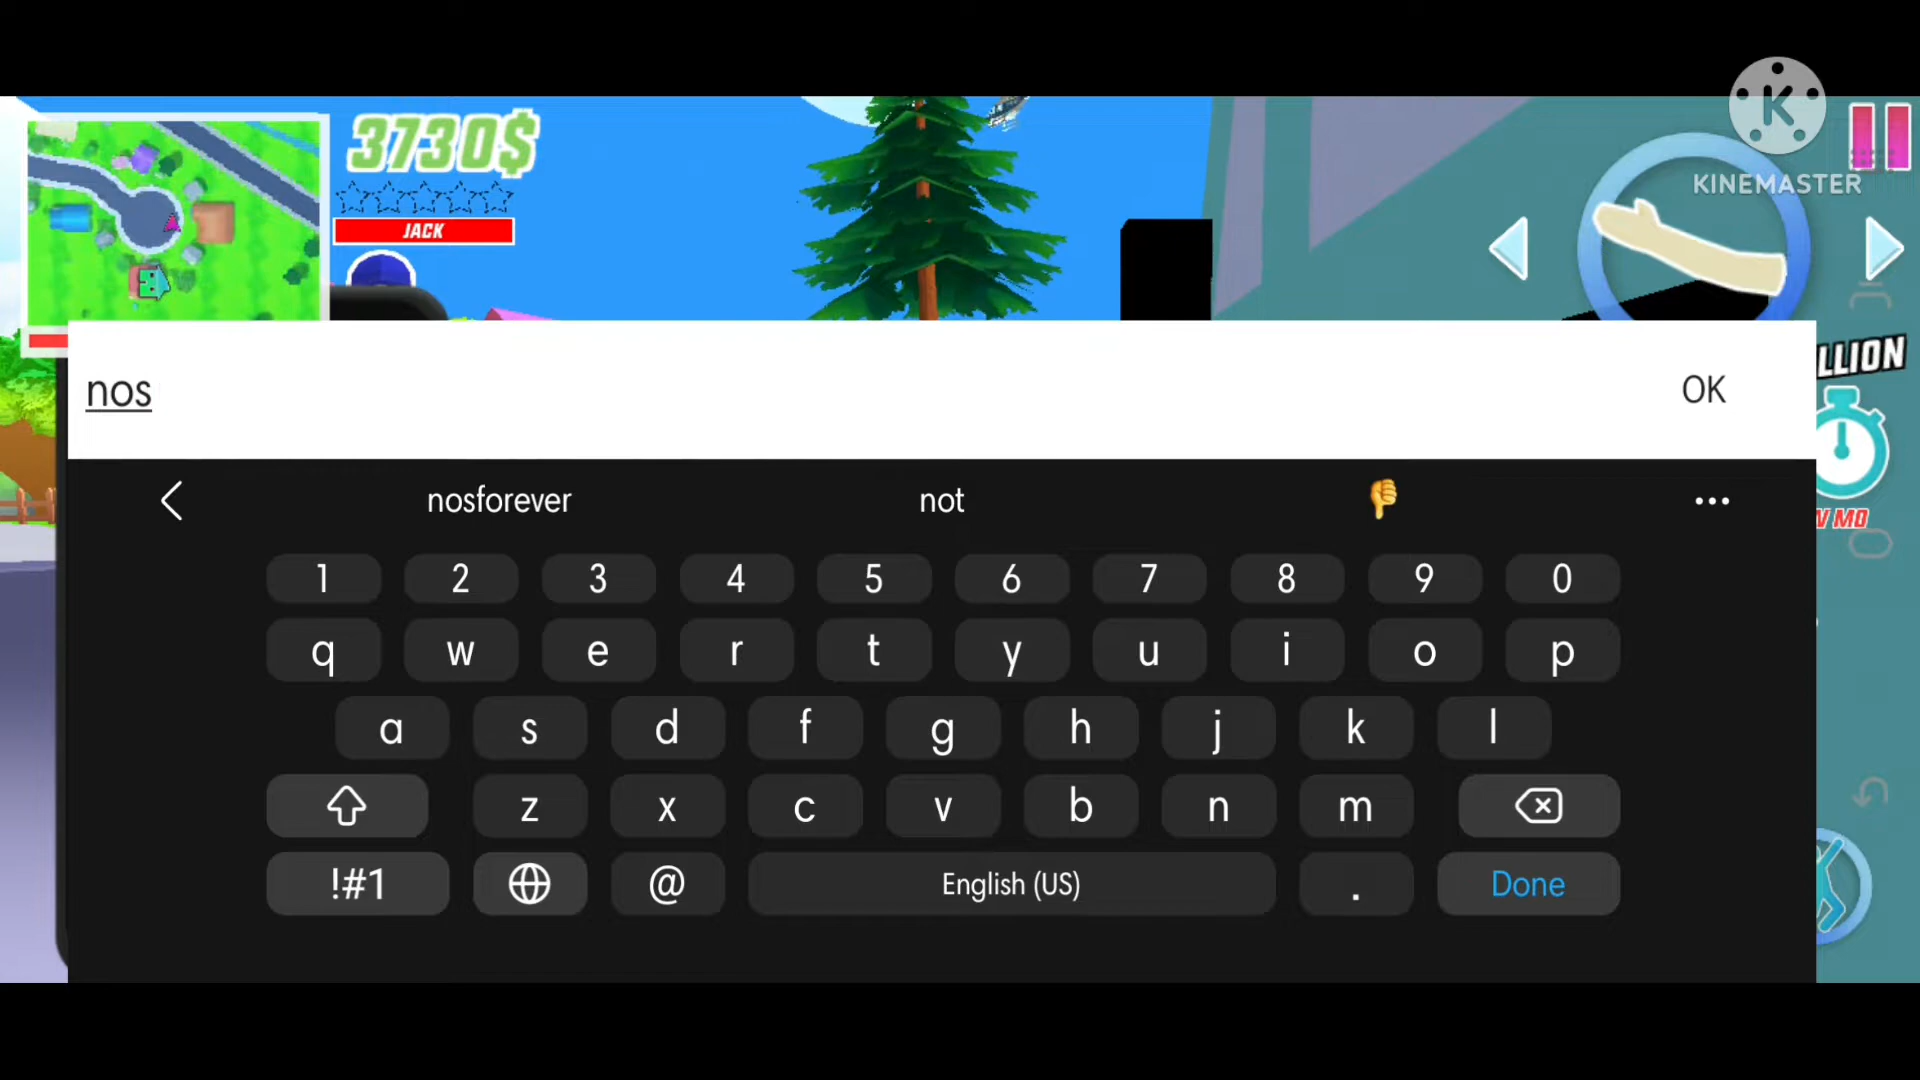 K
KINEMASTER
3730$
JACK
LLION
nos
OK
nosforever
not
1 2 3 4 5 6 7 8 9 0
q w e r t y u i o p
a s d f g h j k l
z x c v b n m
!#1
@
English (US)
.
Done
MO